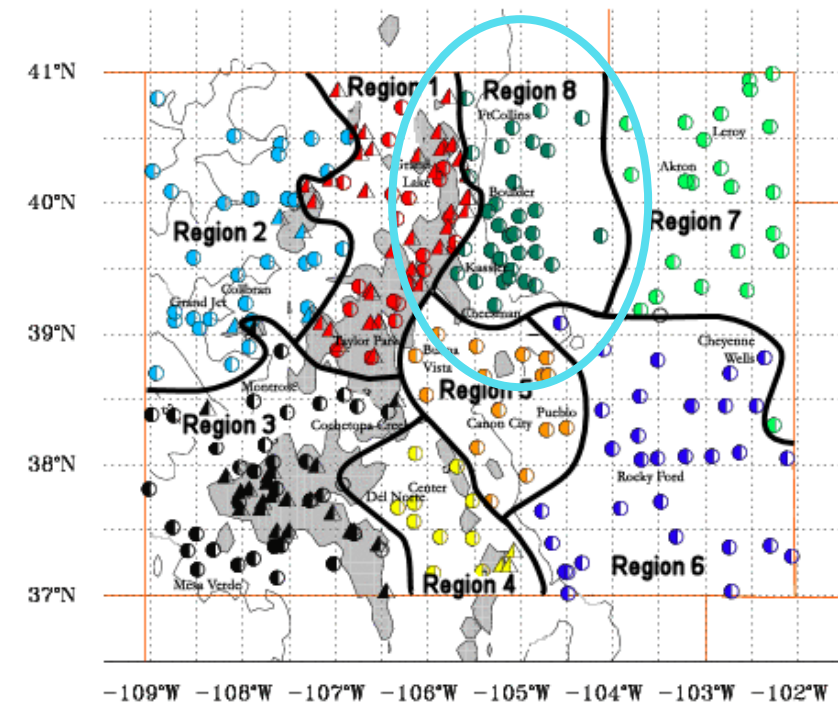 41°N
Region 1
Region 8
FtCollins
Leroy
Grand
Lake
Akron
40°N
Boulder
Region 2
Region 7
Kassler
Collbran
Grand Jct
Cheesman
39°N
Taylor Park
Buena
Vista
Cheyenne
Wells
Montrose
Region 5
Region 3
Cochetopa Creek
Canon City
Pueblo
38°N
Rocky Ford
Del Norte
Center
Mesa Verde
Region 4
Region 6
37°N
-109°W -108°W -107°W -106°W -105°W -104°W -103°W -102°W